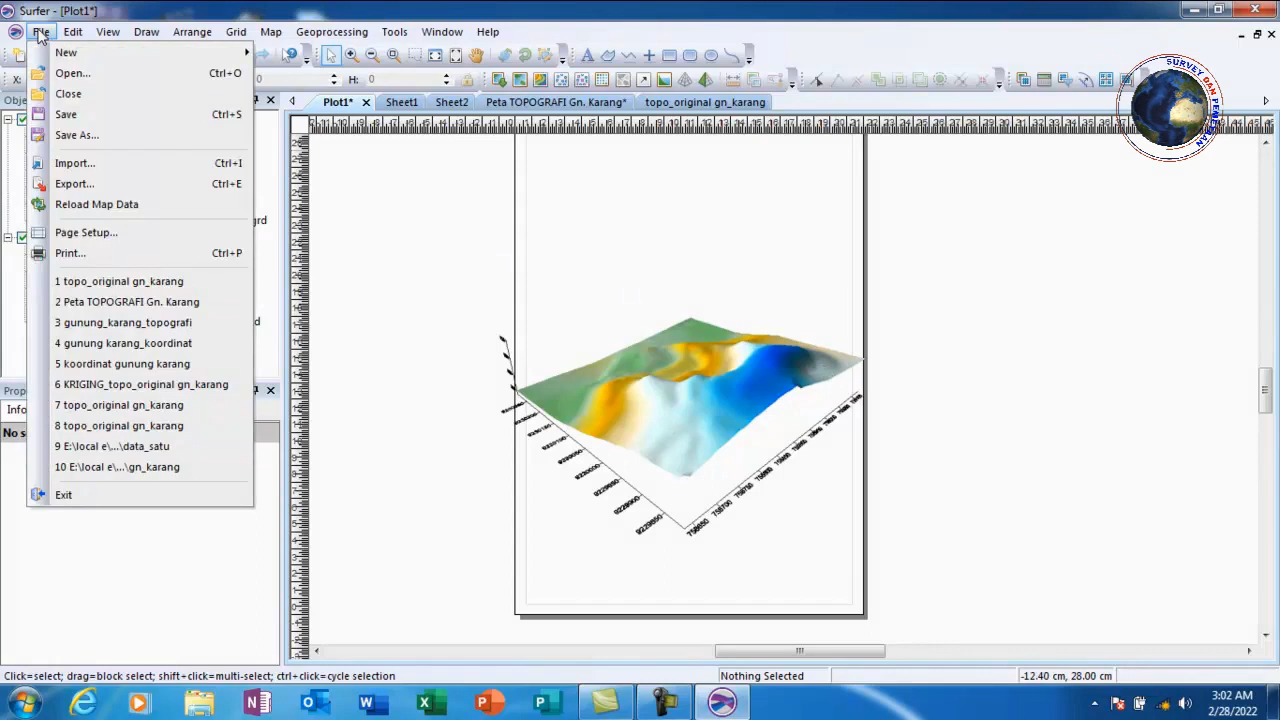 Surfer - [Plot1*]
File Edit View Draw Arrange Grid Map Geoprocessing Tools Window Help
New
Open... Ctrl+O
Close
Save Ctrl+S
Save As...
Import... Ctrl+I
Export... Ctrl+E
Reload Map Data
Page Setup...
Print... Ctrl+P
1 topo_original gn_karang
2 Peta TOPOGRAFI Gn. Karang
3 gunung_karang_topografi
4 gunung karang_koordinat
5 koordinat gunung karang
6 KRIGING_topo_original gn_karang
7 topo_original gn_karang
8 topo_original gn_karang
9 E:\local e\...\data_satu
10 E:\local e\...\gn_karang
Exit
X: 0 H: 0
Plot1* Sheet1 Sheet2 Peta TOPOGRAFI Gn. Karang* topo_original gn_karang
SURVEY DAN PEMETAAN
Click=select; drag=block select; shift+click=multi-select; ctrl+click=cycle selection
Nothing Selected
-12.40 cm, 28.00 cm
3:02 AM
2/28/2022